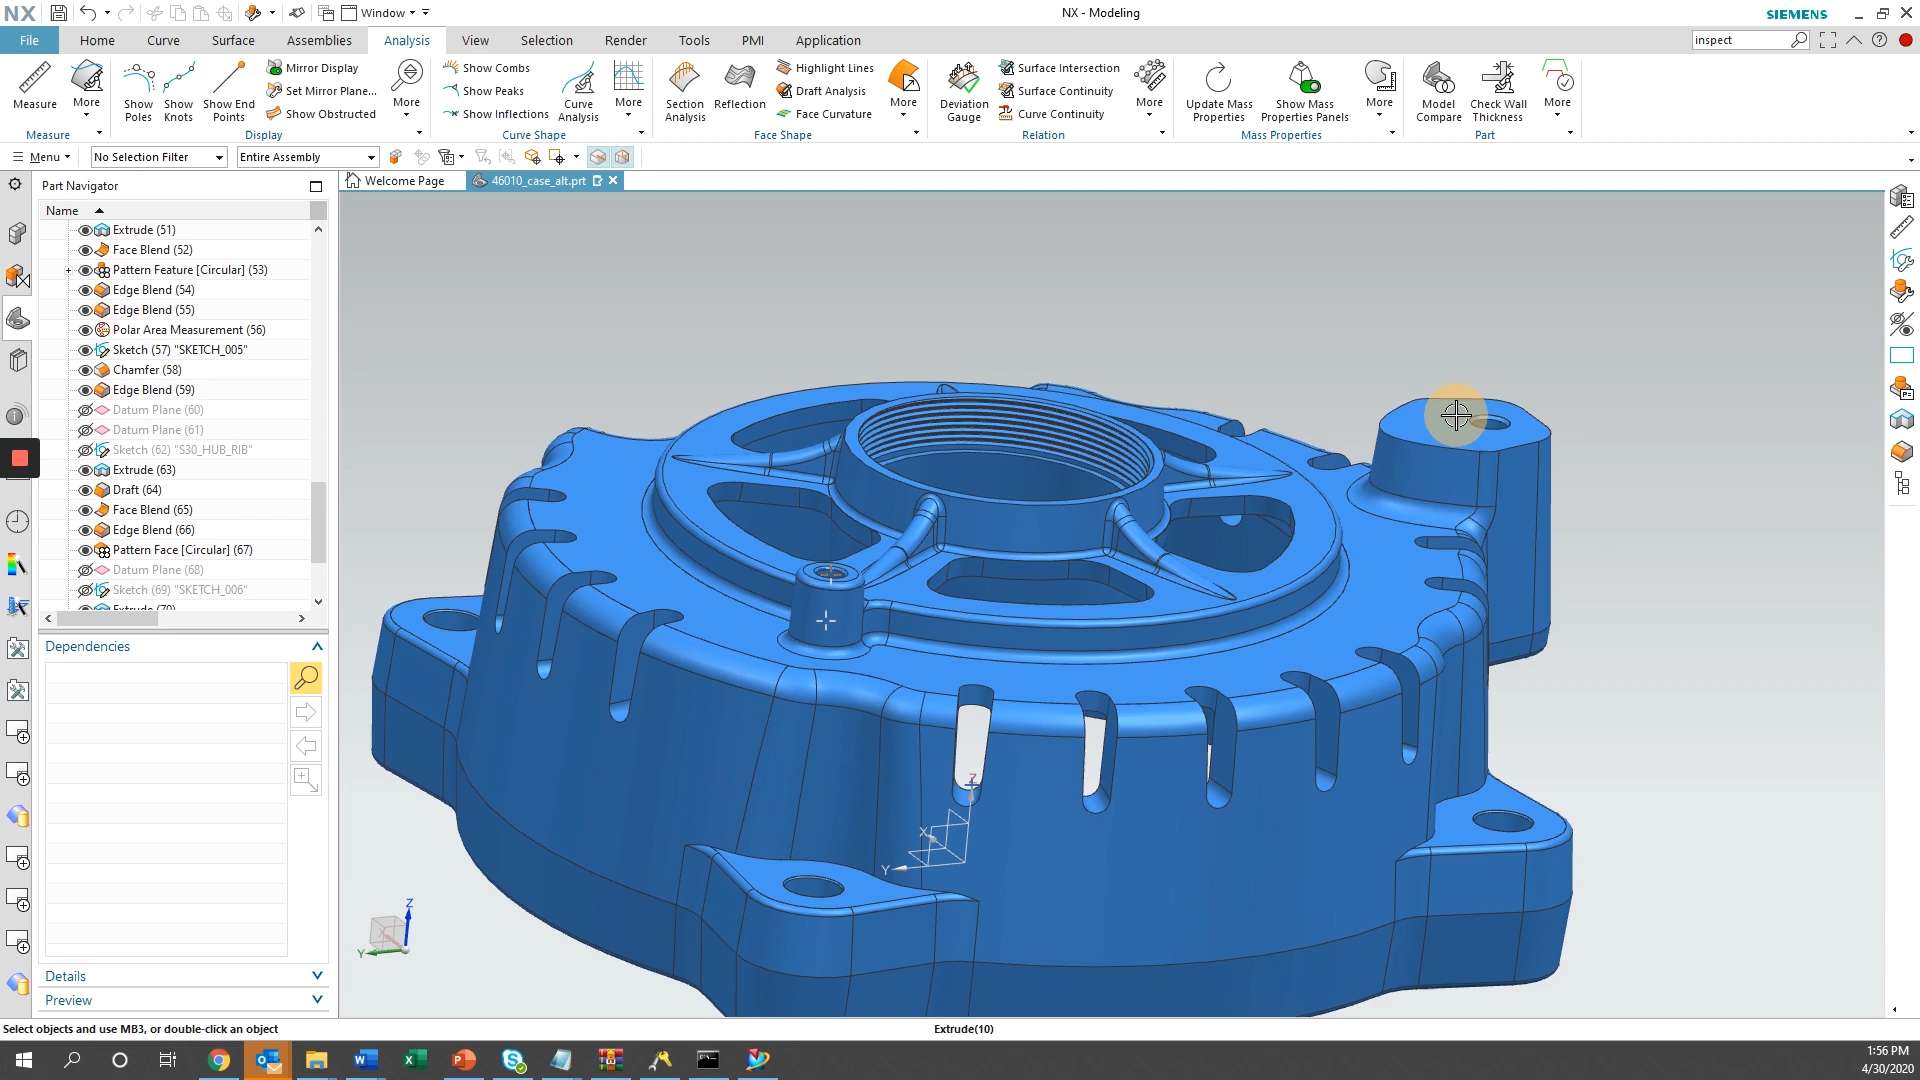 NX
Window
NX - Modeling
SIEMENS
File
Home
Curve
Surface
Assemblies
Analysis
View
Selection
Render
Tools
PMI
Application
inspect
Measure
More
Show Poles
Show Knots
Show End Points
Mirror Display
Set Mirror Plane...
Show Obstructed
More
Show Combs
Show Peaks
Show Inflections
Curve Analysis
More
Section Analysis
Reflection
Highlight Lines
Draft Analysis
Face Curvature
More
Deviation Gauge
Surface Intersection
Surface Continuity
Curve Continuity
More
Update Mass Properties
Show Mass Properties Panels
More
Model Compare
Check Wall Thickness
More
Measure
Display
Curve Shape
Face Shape
Relation
Mass Properties
Part
Menu
No Selection Filter
Entire Assembly
Part Navigator
Welcome Page
46010_case_alt.prt
Name
Extrude (51)
Face Blend (52)
Pattern Feature [Circular] (53)
Edge Blend (54)
Edge Blend (55)
Polar Area Measurement (56)
Sketch (57) "SKETCH_005"
Chamfer (58)
Edge Blend (59)
Datum Plane (60)
Datum Plane (61)
Sketch (62) "S30_HUB_RIB"
Extrude (63)
Draft (64)
Face Blend (65)
Edge Blend (66)
Pattern Face [Circular] (67)
Datum Plane (68)
Sketch (69) "SKETCH_006"
Extrude (70)
Dependencies
Details
Preview
Z
X
Y
Z
X
Y
Select objects and use MB3, or double-click an object
Extrude(10)
1:56 PM
4/30/2020